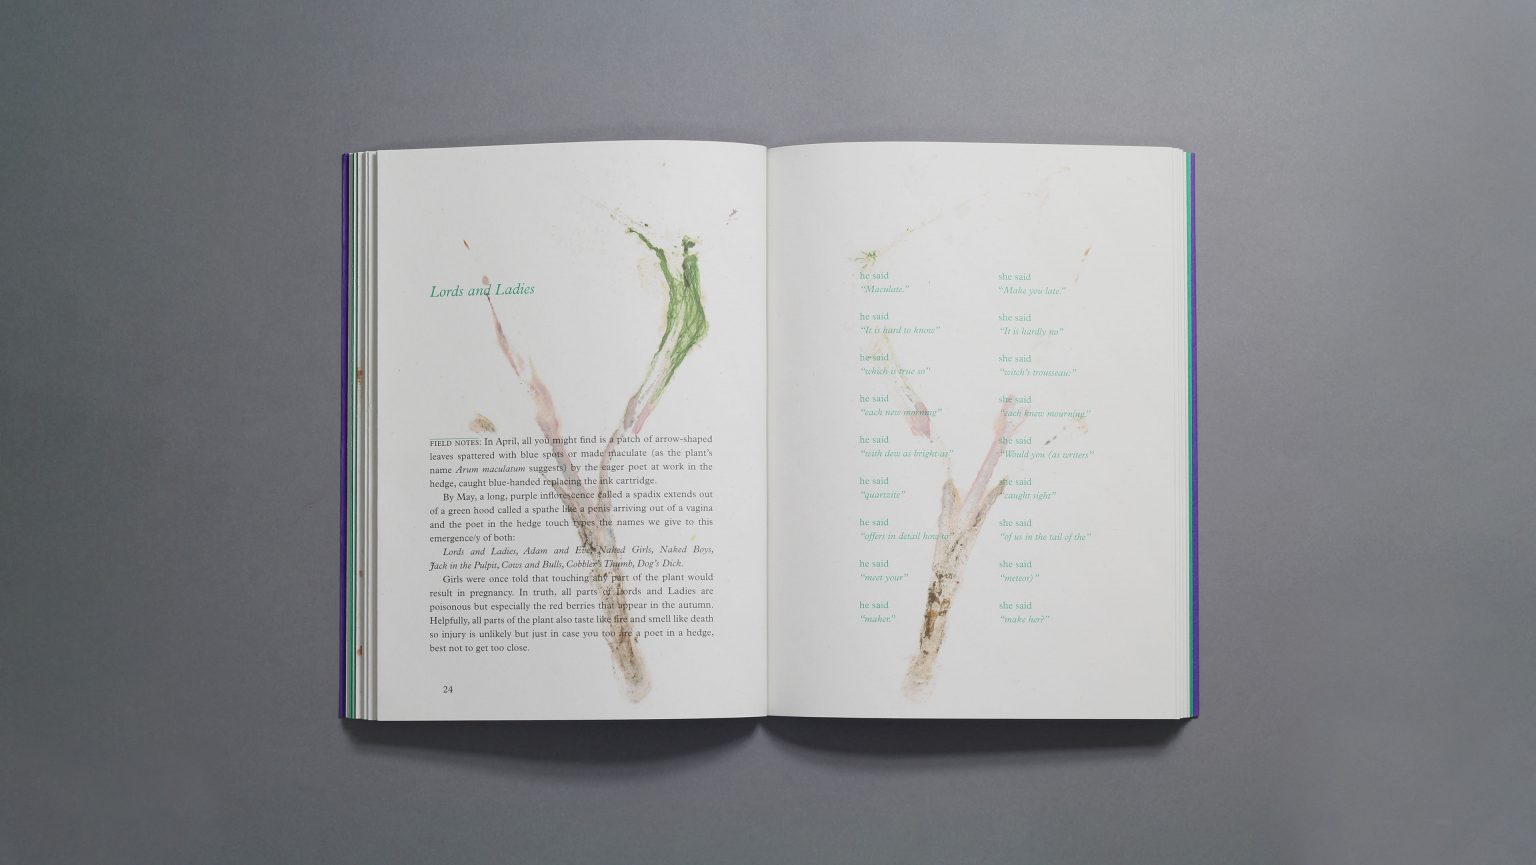 Lords and Ladies
FIELD NOTES: In April, all you might find is a patch of arrow-shaped
leaves spattered with blue spots or made maculate (as the plant's
name Arum maculatum suggests) by the eager poet at work in the
hedge, caught blue-handed replacing the ink cartridge.
By May, a long, purple inflorescence called a spadix extends out
of a green hood called a spathe like a penis arriving out of a vagina
and the poet in the hedge touch types the names we give to this
emergence/y of both:
Lords and Ladies, Adam and Eve, Naked Girls, Naked Boys,
Jack in the Pulpit, Cows and Bulls, Cobbler's Thumb, Dog's Dick.
Girls were once told that touching any part of the plant would
result in pregnancy. In truth, all parts of Lords and Ladies are
poisonous but especially the red berries that appear in the autumn.
Helpfully, all parts of the plant also taste like fire and smell like death
so injury is unlikely but just in case you too are a poet in a hedge,
best not to get too close.
24
he said
"Maculate."
she said
"Make you late."
he said
"It is hard to know"
she said
"It is hardly no"
he said
"which is true so"
she said
"witch's trousseau:"
he said
"each new morning"
she said
"each knew mourning."
he said
"with dew as bright as"
she said
"Would you (as writers"
he said
"quartzite"
she said
"caught sight"
he said
"offers in detail how to"
she said
"of us in the tail of the"
he said
"meet your"
she said
"meteor)"
he said
"maker."
she said
"make her?"